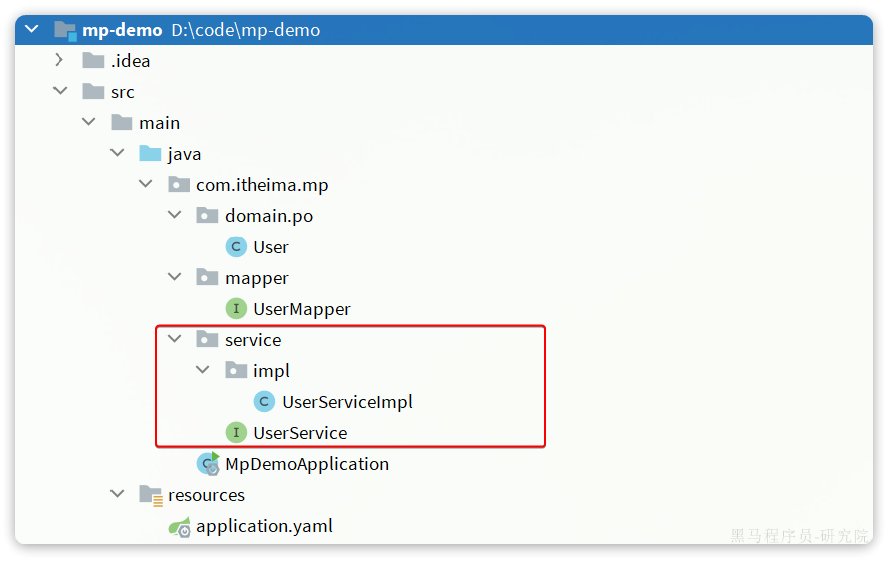 mp-demo D:\code\mp-demo
.idea
src
main
java
com.itheima.mp
domain.po
C User
mapper
I UserMapper
service
impl
C UserServiceImpl
I UserService
C MpDemoApplication
resources
application.yaml
黑马程序员-研究院